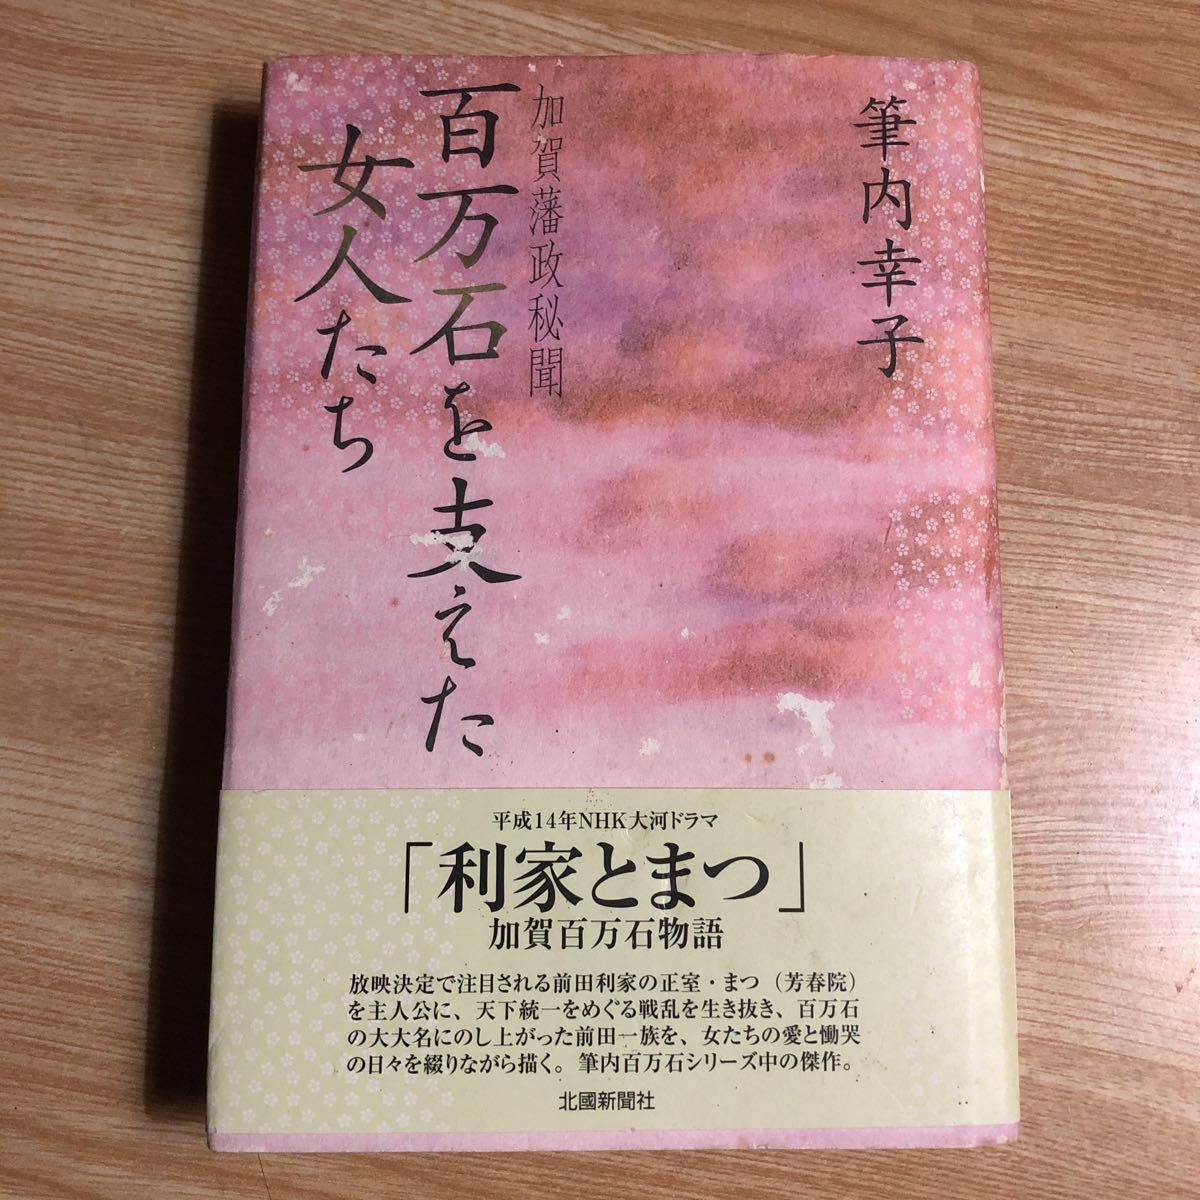 筆内幸子
加賀藩政秘聞
百万石を支えた
女人たち
平成14年NHK大河ドラマ
「利家とまつ」
加賀百万石物語
放映決定で注目される前田利家の正室・まつ（芳春院）
を主人公に、天下統一をめぐる戦乱を生き抜き、百万石
の大大名にのし上がった前田一族を、女たちの愛と慟哭
の日々を綴りながら描く。筆内百万石シリーズ中の傑作。
北國新聞社